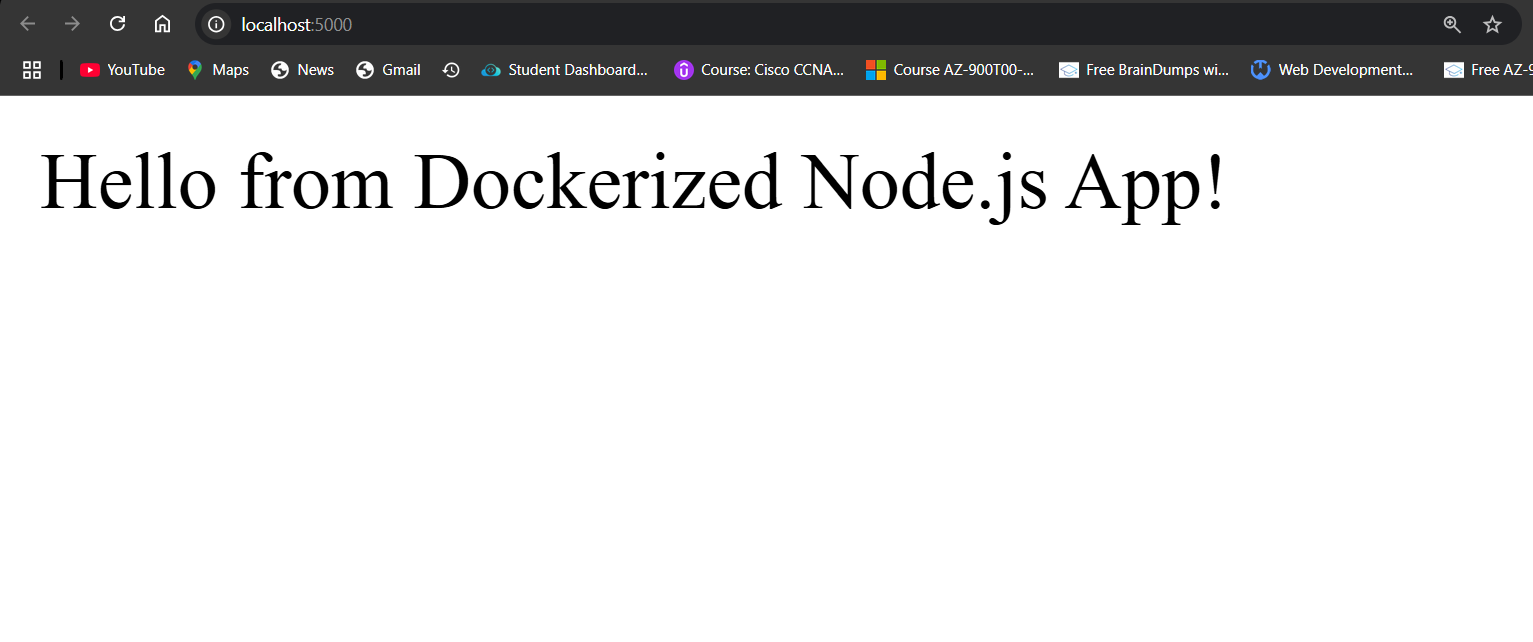 localhost:5000
YouTube Maps News Gmail Student Dashboard... Course: Cisco CCNA... Course AZ-900T00-... Free BrainDumps wi... Web Development... Free AZ-9
Hello from Dockerized Node.js App!